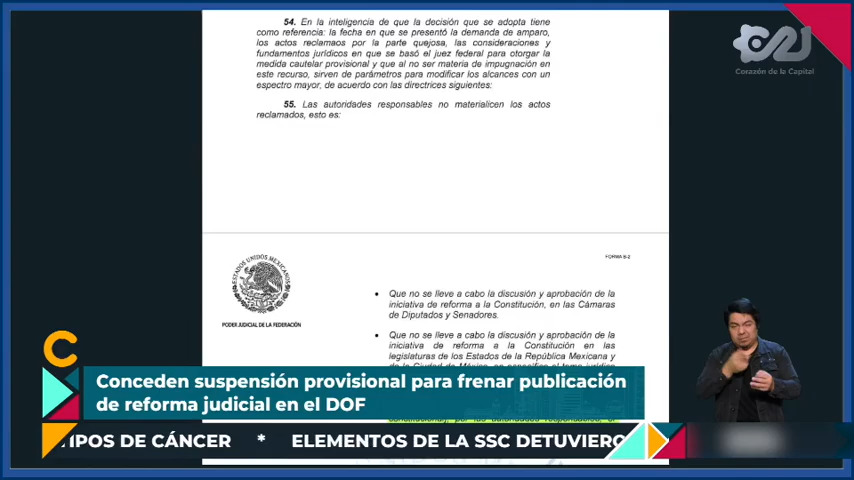 54. En la inteligencia de que la decisión que se adopta tiene
como referencia: la fecha en que se presentó la demanda de amparo,
los actos reclamaos por la parte quejosa, las consideraciones y
fundamentos jurídicos en que se basó el juez federal para otorgar la
medida cautelar provisional y que al no ser materia de impugnación en
este recurso, sirven de parámetros para modificar los alcances con un
espectro mayor, de acuerdo con las directrices siguientes:
55. Las autoridades responsables no materialicen los actos
reclamados, esto es:
Corazón de la Capital
FORMA B-2
ESTADOS UNIDOS MEXICANOS
PODER JUDICIAL DE LA FEDERACIÓN
• Que no se lleve a cabo la discusión y aprobación de la
iniciativa de reforma a la Constitución, en las Cámaras
de Diputados y Senadores.
• Que no se lleve a cabo la discusión y aprobación de la
iniciativa de reforma a la Constitución en las
legislaturas de los Estados de la República Mexicana y
C
Conceden suspensión provisional para frenar publicación
de reforma judicial en el DOF
TIPOS DE CÁNCER * ELEMENTOS DE LA SSC DETUVIERO